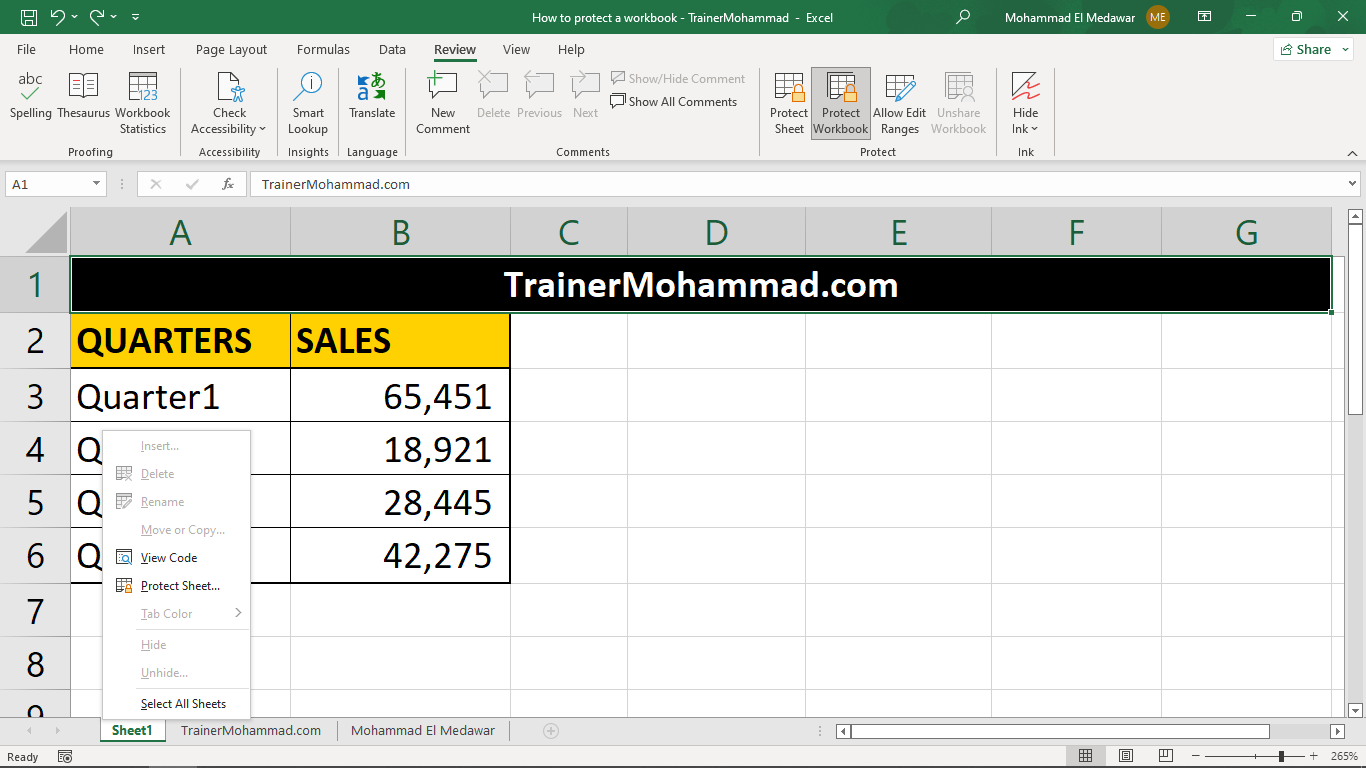 How to protect a workbook - TrainerMohammad - Excel
Mohammad El Medawar
ME
File Home Insert Page Layout Formulas Data Review View Help
Share
abc
Spelling
Thesaurus
Workbook Statistics
Check Accessibility
Smart Lookup
Translate
New Comment
Delete
Previous
Next
Show/Hide Comment
Show All Comments
Protect Sheet
Protect Workbook
Allow Edit Ranges
Unshare Workbook
Hide Ink
Proofing Accessibility Insights Language Comments Protect Ink
A1
fx
TrainerMohammad.com
A B C D E F G
1 TrainerMohammad.com
2 QUARTERS SALES
3 Quarter1 65,451
4 Q 18,921
5 Q 28,445
6 Q 42,275
7
8
9
Insert...
Delete
Rename
Move or Copy...
View Code
Protect Sheet...
Tab Color
Hide
Unhide...
Select All Sheets
Sheet1 TrainerMohammad.com Mohammad El Medawar
Ready
265%